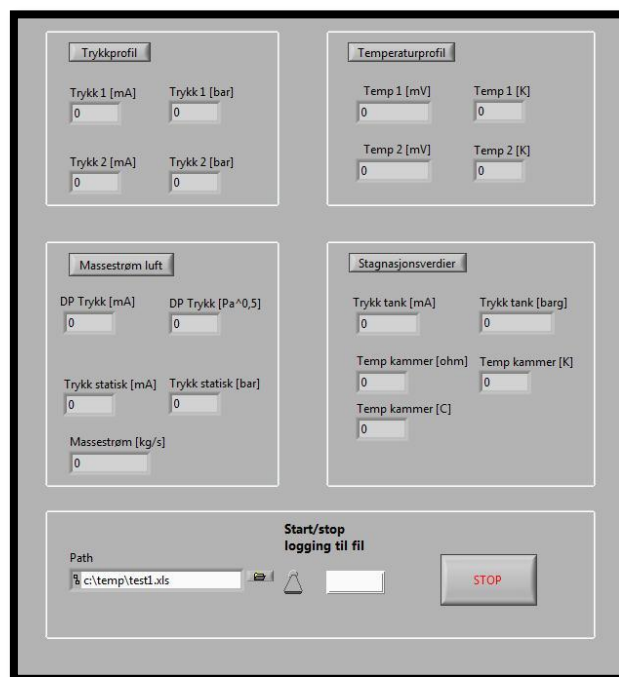 Trykkprofil
Trykk 1 [mA] Trykk 1 [bar]
0 0
Trykk 2 [mA] Trykk 2 [bar]
0 0
Temperaturprofil
Temp 1 [mV] Temp 1 [K]
0 0
Temp 2 [mV] Temp 2 [K]
0 0
Massestrøm luft
DP Trykk [mA] DP Trykk [Pa^0,5]
0 0
Trykk statisk [mA] Trykk statisk [bar]
0 0
Massestrøm [kg/s]
0
Stagnasjonsverdier
Trykk tank [mA] Trykk tank [barg]
0 0
Temp kammer [ohm] Temp kammer [K]
0 0
Temp kammer [C]
0
Start/stop
logging til fil
Path
c:\temp\test1.xls
STOP